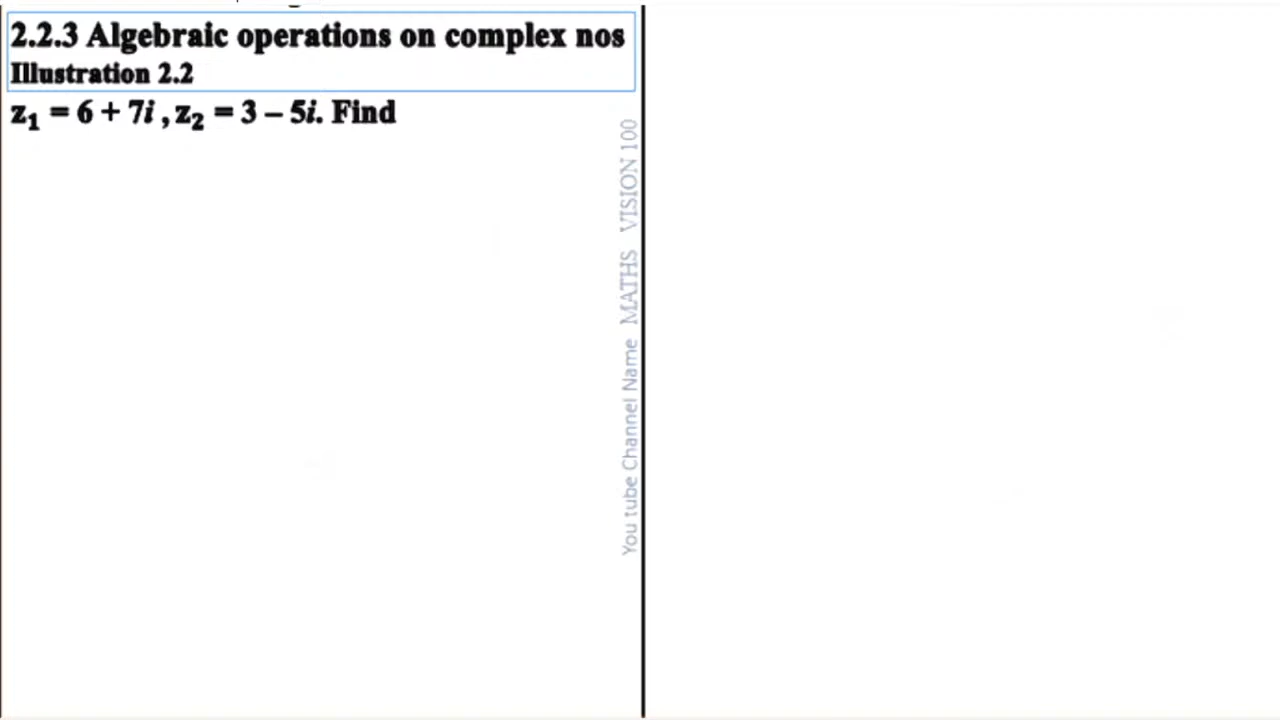 2.2.3 Algebraic operations on complex nos
Illustration 2.2
z₁ = 6 + 7i , z₂ = 3 – 5i. Find
You tube Channel Name MATHS VISION 100